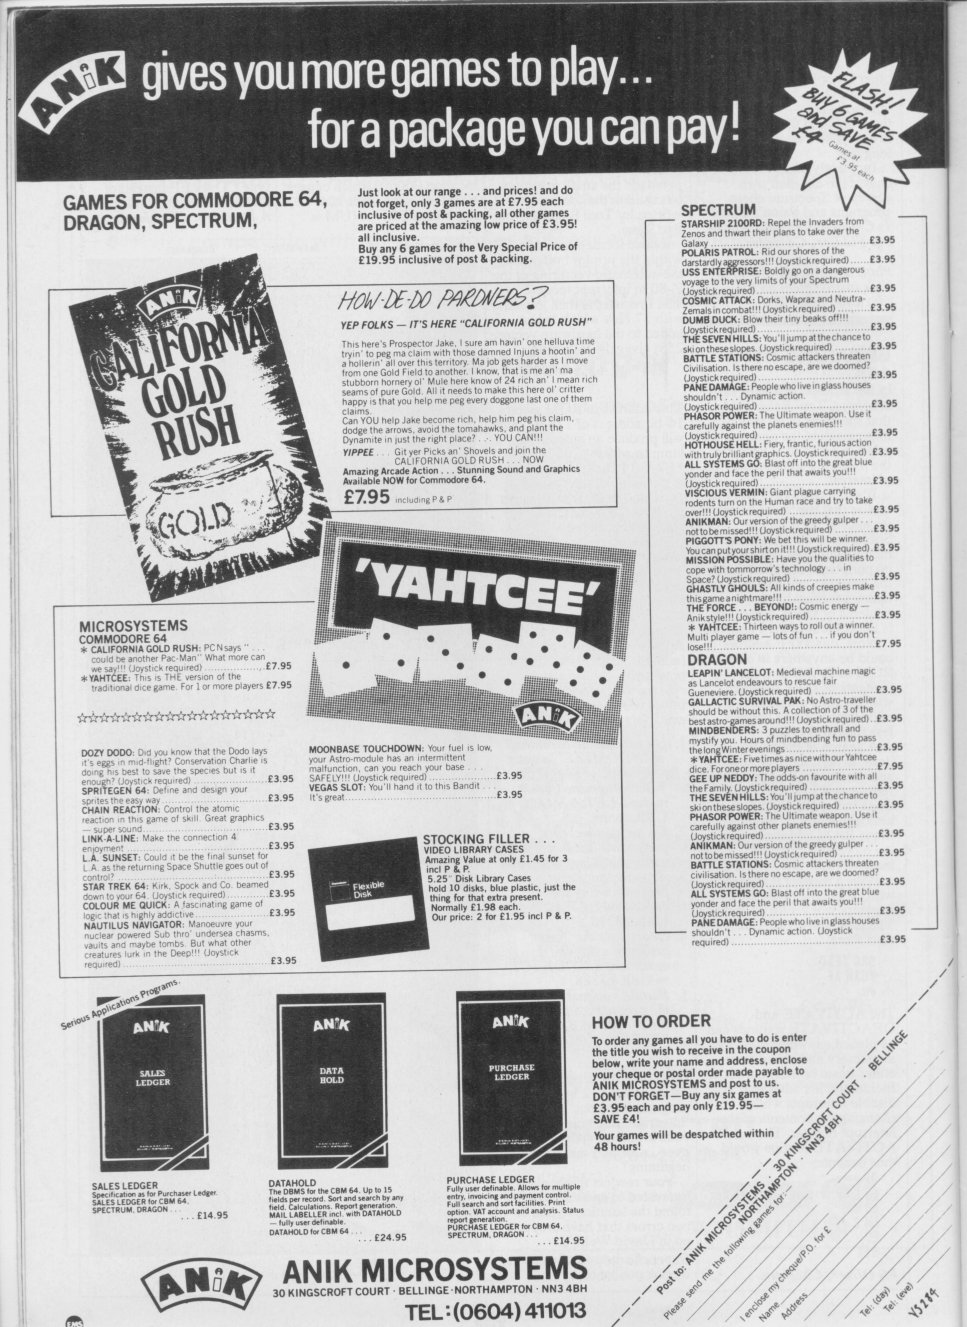 ANiK gives you more games to play...
for a package you can pay!
FLASH!
BUY 6 GAMES
and SAVE
£4
Games at
£3.95 each
GAMES FOR COMMODORE 64,
DRAGON, SPECTRUM,
Just look at our range . . . and prices! and do
not forget, only 3 games are at £7.95 each
inclusive of post & packing, all other games
are priced at the amazing low price of £3.95!
all inclusive.
Buy any 6 games for the Very Special Price of
£19.95 inclusive of post & packing.
ANiK
CALIFORNIA
GOLD
RUSH
GOLD
HOW-DE-DO PARDNERS?
YEP FOLKS — IT'S HERE "CALIFORNIA GOLD RUSH"
This here's Prospector Jake, I sure am havin' one helluva time
tryin' to peg ma claim with those damned Injuns a hootin' and
a hollerin' all over this territory. Ma job gets harder as I move
from one Gold Field to another. I know, that is me an' ma
stubborn hornery ol' Mule here know of 24 rich an' I mean rich
seams of pure Gold. All it needs to make this here ol' critter
happy is that you help me peg every doggone last one of them
claims.
Can YOU help Jake become rich, help him peg his claim,
dodge the arrows, avoid the tomahawks, and plant the
Dynamite in just the right place? . . . YOU CAN!!!
YIPPEE . . . Git yer Picks an' Shovels and join the
CALIFORNIA GOLD RUSH . . . NOW
Amazing Arcade Action . . . Stunning Sound and Graphics
Available NOW for Commodore 64.
£7.95 including P & P
'YAHTCEE'
ANiK
MICROSYSTEMS
COMMODORE 64
* CALIFORNIA GOLD RUSH: PCN says " . . .
could be another Pac-Man" What more can
we say!!! (Joystick required) ...............£7.95
* YAHTCEE: This is THE version of the
traditional dice game. For 1 or more players £7.95
☆☆☆☆☆☆☆☆☆☆☆☆☆☆☆☆☆☆☆
DOZY DODO: Did you know that the Dodo lays
it's eggs in mid-flight? Conservation Charlie is
doing his best to save the species but is it
enough? (Joystick required) ...............£3.95
SPRITEGEN 64: Define and design your
sprites the easy way ...............£3.95
CHAIN REACTION: Control the atomic
reaction in this game of skill. Great graphics
— super sound ...............£3.95
LINK-A-LINE: Make the connection 4
enjoyment ...............£3.95
L.A. SUNSET: Could it be the final sunset for
L.A. as the returning Space Shuttle goes out of
control? ...............£3.95
STAR TREK 64: Kirk, Spock and Co. beamed
down to your 64. (Joystick required) ..........£3.95
COLOUR ME QUICK: A fascinating game of
logic that is highly addictive ...............£3.95
NAUTILUS NAVIGATOR: Manoeuvre your
nuclear powered Sub thro' undersea chasms,
vaults and maybe tombs. But what other
creatures lurk in the Deep!!! (Joystick
required) ...............£3.95
MOONBASE TOUCHDOWN: Your fuel is low,
your Astro-module has an intermittent
malfunction, can you reach your base . . .
SAFELY!!! (Joystick required) ...............£3.95
VEGAS SLOT: You'll hand it to this Bandit . . .
It's great ...............£3.95
Flexible
Disk
STOCKING FILLER . . .
VIDEO LIBRARY CASES
Amazing Value at only £1.45 for 3
incl P & P.
5.25" Disk Library Cases
hold 10 disks, blue plastic, just the
thing for that extra present.
Normally £1.98 each.
Our price: 2 for £1.95 incl P & P.
SPECTRUM
STARSHIP 2100RD: Repel the Invaders from
Zenos and thwart their plans to take over the
Galaxy ...............£3.95
POLARIS PATROL: Rid our shores of the
darstardly aggressors!!! (Joystick required) ......£3.95
USS ENTERPRISE: Boldly go on a dangerous
voyage to the very limits of your Spectrum
(Joystick required) ...............£3.95
COSMIC ATTACK: Dorks, Wapraz and Neutra-
Zemals in combat!!! (Joystick required) ........£3.95
DUMB DUCK: Blow their tiny beaks off!!!
(Joystick required) ...............£3.95
THE SEVEN HILLS: You'll jump at the chance to
ski on these slopes. (Joystick required) ........£3.95
BATTLE STATIONS: Cosmic attackers threaten
Civilisation. Is there no escape, are we doomed?
(Joystick required) ...............£3.95
PANE DAMAGE: People who live in glass houses
shouldn't . . . Dynamic action.
(Joystick required) ...............£3.95
PHASOR POWER: The Ultimate weapon. Use it
carefully against the planets enemies!!!
(Joystick required) ...............£3.95
HOTHOUSE HELL: Fiery, frantic, furious action
with truly brilliant graphics. (Joystick required) .£3.95
ALL SYSTEMS GO: Blast off into the great blue
yonder and face the peril that awaits you!!!
(Joystick required) ...............£3.95
VISCIOUS VERMIN: Giant plague carrying
rodents turn on the Human race and try to take
over!!! (Joystick required) ...............£3.95
ANIKMAN: Our version of the greedy gulper . . .
not to be missed!!! (Joystick required) ........£3.95
PIGGOTT'S PONY: We bet this will be winner.
You can put your shirt on it!!! (Joystick required) .£3.95
MISSION POSSIBLE: Have you the qualities to
cope with tommorrow's technology . . . in
Space? (Joystick required) ...............£3.95
GHASTLY GHOULS: All kinds of creepies make
this game a nightmare!!! ...............£3.95
THE FORCE . . . BEYOND!: Cosmic energy —
Anik style!!! (Joystick required) ...............£3.95
* YAHTCEE: Thirteen ways to roll out a winner.
Multi player game — lots of fun . . . if you don't
lose!!! ...............£7.95
DRAGON
LEAPIN' LANCELOT: Medieval machine magic
as Lancelot endeavours to rescue fair
Gueneviere. (Joystick required) ...............£3.95
GALLACTIC SURVIVAL PAK: No Astro-traveller
should be without this. A collection of 3 of the
best astro-games around!!! (Joystick required) ..£3.95
MINDBENDERS: 3 puzzles to enthrall and
mystify you. Hours of mindbending fun to pass
the long Winter evenings ...............£3.95
* YAHTCEE: Five times as nice with our Yahtcee
dice. For one or more players ...............£7.95
GEE UP NEDDY: The odds-on favourite with all
the Family. (Joystick required) ...............£3.95
THE SEVEN HILLS: You'll jump at the chance to
ski on these slopes. (Joystick required) ........£3.95
PHASOR POWER: The Ultimate weapon. Use it
carefully against other planets enemies!!!
(Joystick required) ...............£3.95
ANIKMAN: Our version of the greedy gulper . . .
not to be missed!!! (Joystick required) ........£3.95
BATTLE STATIONS: Cosmic attackers threaten
civilisation. Is there no escape, are we doomed?
(Joystick required) ...............£3.95
ALL SYSTEMS GO: Blast off into the great blue
yonder and face the peril that awaits you!!!
(Joystick required) ...............£3.95
PANE DAMAGE: People who live in glass houses
shouldn't . . . Dynamic action. (Joystick
required) ...............£3.95
Serious Applications Programs.
ANiK
SALES
LEDGER
ANiK
DATA
HOLD
ANiK
PURCHASE
LEDGER
SALES LEDGER
Specification as for Purchaser Ledger.
SALES LEDGER for CBM 64,
SPECTRUM, DRAGON . . .
. . . £14.95
DATAHOLD
The DBMS for the CBM 64. Up to 15
fields per record. Sort and search by any
field. Calculations. Report generation.
MAIL LABELLER incl. with DATAHOLD
— fully user definable.
DATAHOLD for CBM 64 . . .
. . . £24.95
PURCHASE LEDGER
Fully user definable. Allows for multiple
entry, invoicing and payment control.
Full search and sort facilities. Print
option. VAT account and analysis. Status
report generation.
PURCHASE LEDGER for CBM 64,
SPECTRUM, DRAGON . . .
. . . £14.95
HOW TO ORDER
To order any games all you have to do is enter
the title you wish to receive in the coupon
below, write your name and address, enclose
your cheque or postal order made payable to
ANIK MICROSYSTEMS and post to us.
DON'T FORGET—Buy any six games at
£3.95 each and pay only £19.95—
SAVE £4!
Your games will be despatched within
48 hours!
Post to: ANIK MICROSYSTEMS · 30 KINGSCROFT COURT · BELLINGE
NORTHAMPTON · NN3 4BH
Please send me the following games for:—
I enclose my cheque/P.O. for £
Name
Address
Tel: (day)
Tel: (eve)
VS 284
ANiK
ANIK MICROSYSTEMS
30 KINGSCROFT COURT · BELLINGE · NORTHAMPTON · NN3 4BH
TEL: (0604) 411013
EMS